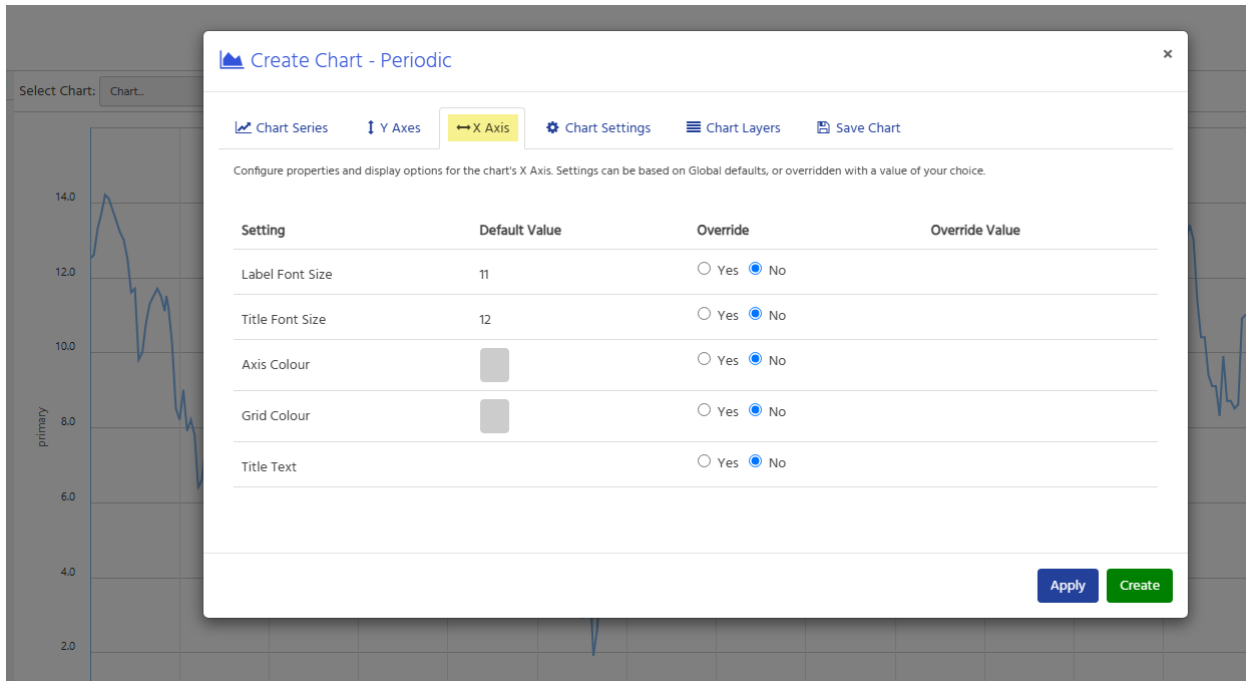 Create Chart - Periodic
×
Select Chart: Chart...
Chart Series Y Axes X Axis Chart Settings Chart Layers Save Chart
Configure properties and display options for the chart's X Axis. Settings can be based on Global defaults, or overridden with a value of your choice.
Setting Default Value Override Override Value
Label Font Size 11 Yes No
Title Font Size 12 Yes No
Axis Colour Yes No
Grid Colour Yes No
Title Text Yes No
Apply Create
14.0
12.0
10.0
8.0
6.0
4.0
2.0
primary